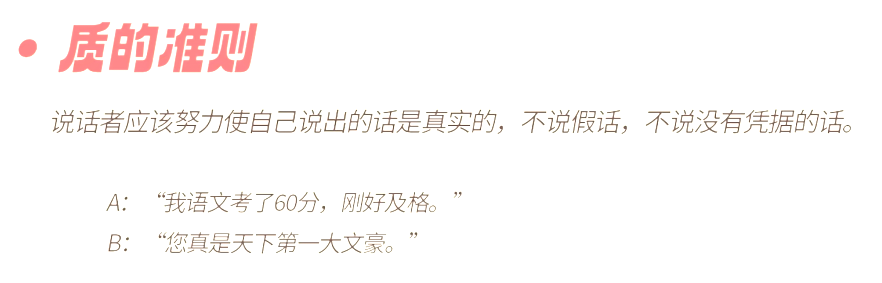 • 质的准则
说话者应该努力使自己说出的话是真实的，不说假话，不说没有凭据的话。
A：“我语文考了60分，刚好及格。”
B：“您真是天下第一大文豪。”